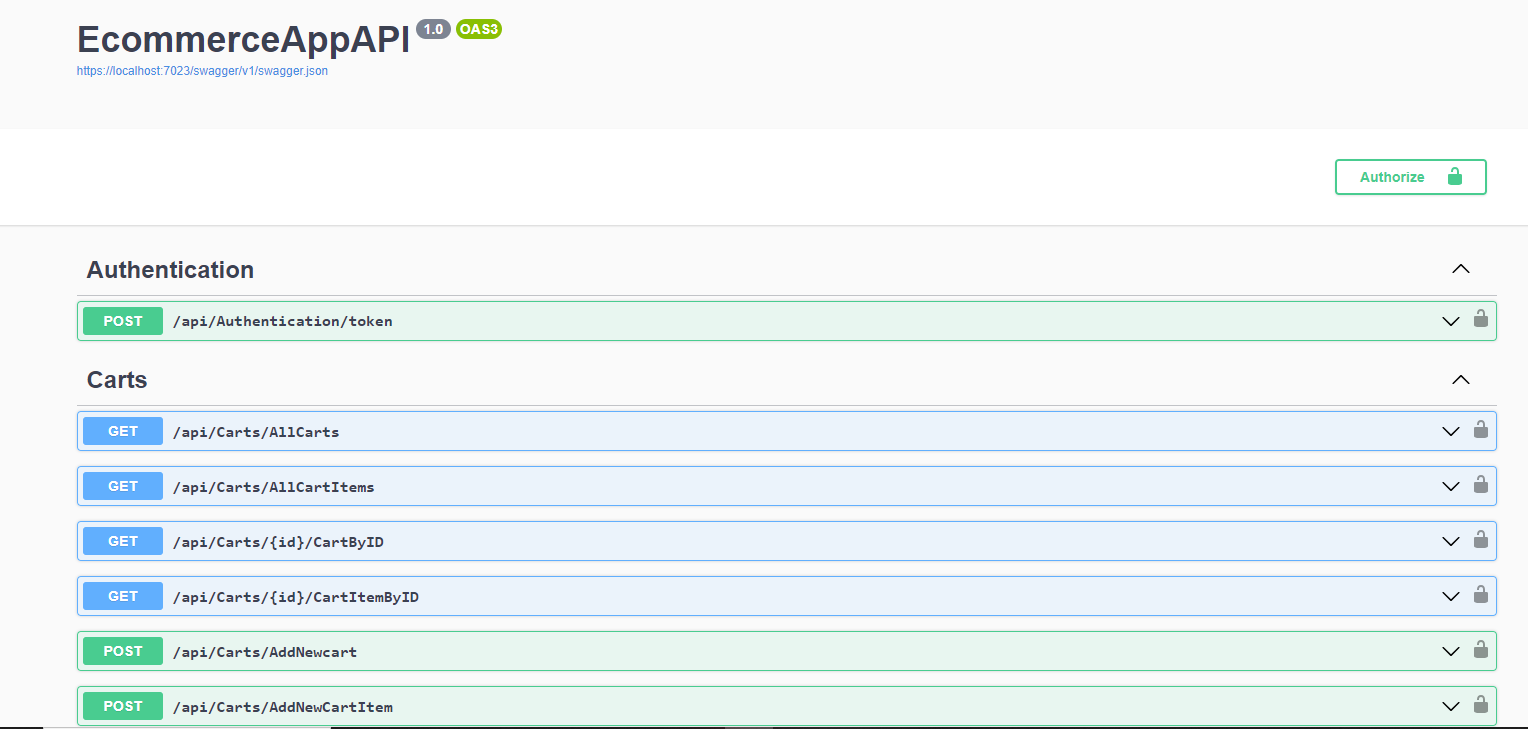 EcommerceAppAPI 1.0 OAS3
https://localhost:7023/swagger/v1/swagger.json
Authorize
Authentication
POST /api/Authentication/token
Carts
GET /api/Carts/AllCarts
GET /api/Carts/AllCartItems
GET /api/Carts/{id}/CartByID
GET /api/Carts/{id}/CartItemByID
POST /api/Carts/AddNewcart
POST /api/Carts/AddNewCartItem